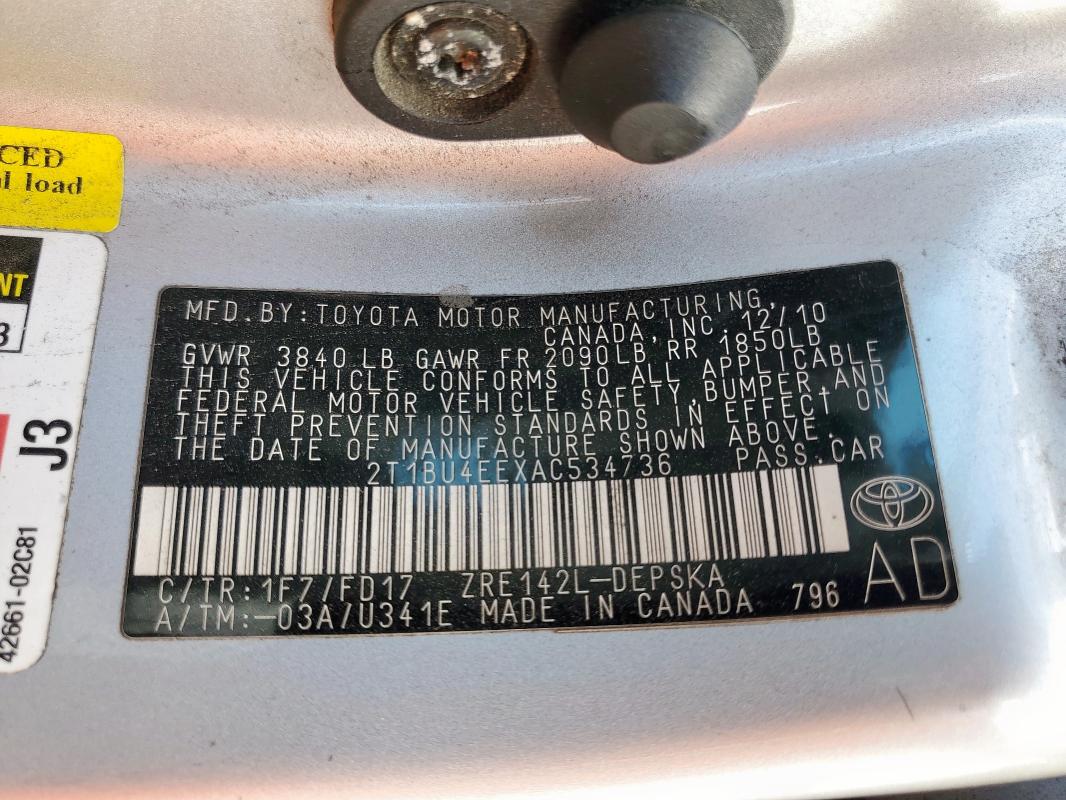 CED
al load
NT
3
J3
42661-02C81
MFD.BY:TOYOTA MOTOR MANUFACTURING,
CANADA, INC. 12/10
GVWR 3840LB GAWR FR 2090LB RR 1850LB
THIS VEHICLE CONFORMS TO ALL APPLICABLE
FEDERAL MOTOR VEHICLE SAFETY,BUMPER,AND
THEFT PREVENTION STANDARDS IN EFFECT ON
THE DATE OF MANUFACTURE SHOWN ABOVE.
2T1BU4EEXAC534736 PASS.CAR
C/TR:1F7/FD17 ZRE142L-DEPSKA
A/TM:-03A/U341E MADE IN CANADA 796
AD